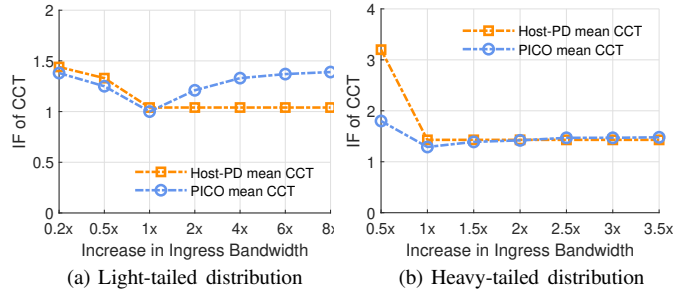 2
1.5
1
0.5
0
IF of CCT
Host-PD mean CCT
PICO mean CCT
0.2x 0.5x 1x 2x 4x 6x 8x
Increase in Ingress Bandwidth
(a) Light-tailed distribution
4
3
2
1
0
IF of CCT
Host-PD mean CCT
PICO mean CCT
0.5x 1x 1.5x 2x 2.5x 3x 3.5x
Increase in Ingress Bandwidth
(b) Heavy-tailed distribution